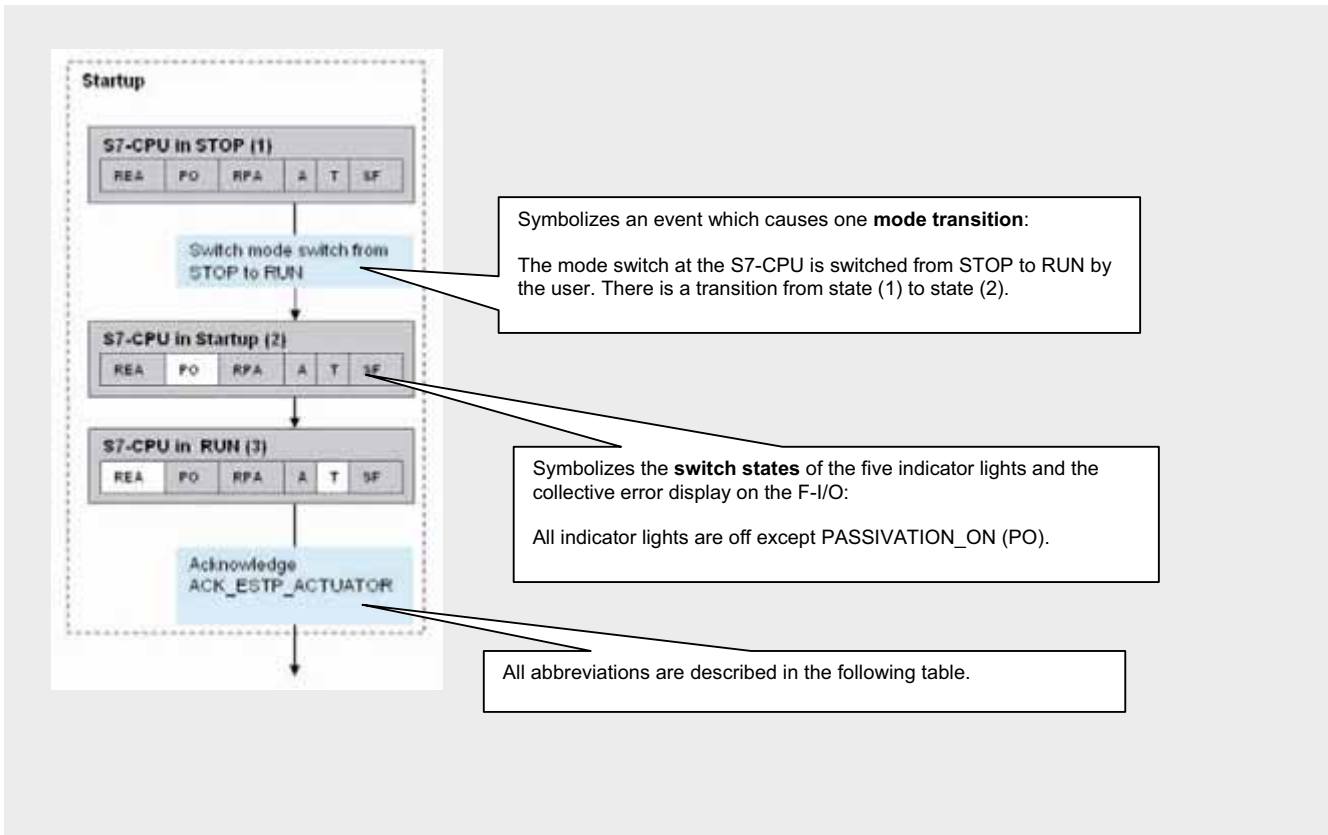 Startup
S7-CPU in STOP (1)
REA PO RPA A T SF
Switch mode switch from
STOP to RUN
S7-CPU in Startup (2)
REA PO RPA A T SF
S7-CPU in RUN (3)
REA PO RPA A T SF
Acknowledge
ACK_ESTP_ACTUATOR
Symbolizes an event which causes one mode transition:
The mode switch at the S7-CPU is switched from STOP to RUN by
the user. There is a transition from state (1) to state (2).
Symbolizes the switch states of the five indicator lights and the
collective error display on the F-I/O:
All indicator lights are off except PASSIVATION_ON (PO).
All abbreviations are described in the following table.